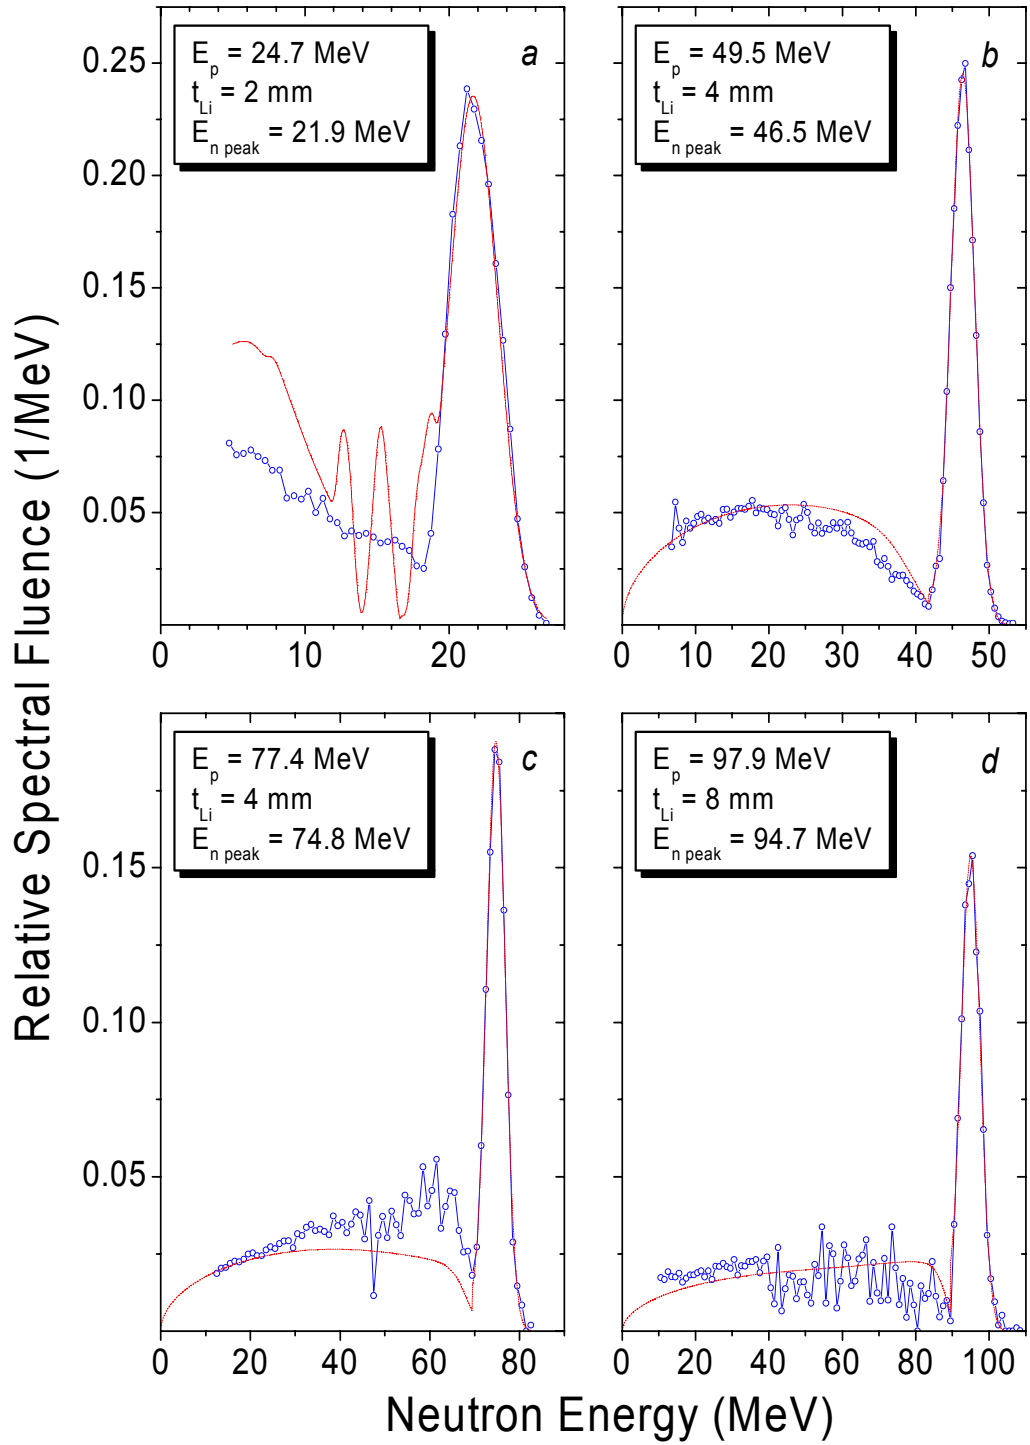 Relative Spectral Fluence (1/MeV)
0.25
0.20
0.15
0.10
0.05
E_p = 24.7 MeV
t_Li = 2 mm
E_n peak = 21.9 MeV
a
0 20
E_p = 49.5 MeV
t_Li = 4 mm
E_n peak = 46.5 MeV
b
0 10 20 30 40 50
0.15
0.10
0.05
E_p = 77.4 MeV
t_Li = 4 mm
E_n peak = 74.8 MeV
c
0 20 40 60 80
E_p = 97.9 MeV
t_Li = 8 mm
E_n peak = 94.7 MeV
d
0 20 40 60 80 100
Neutron Energy (MeV)